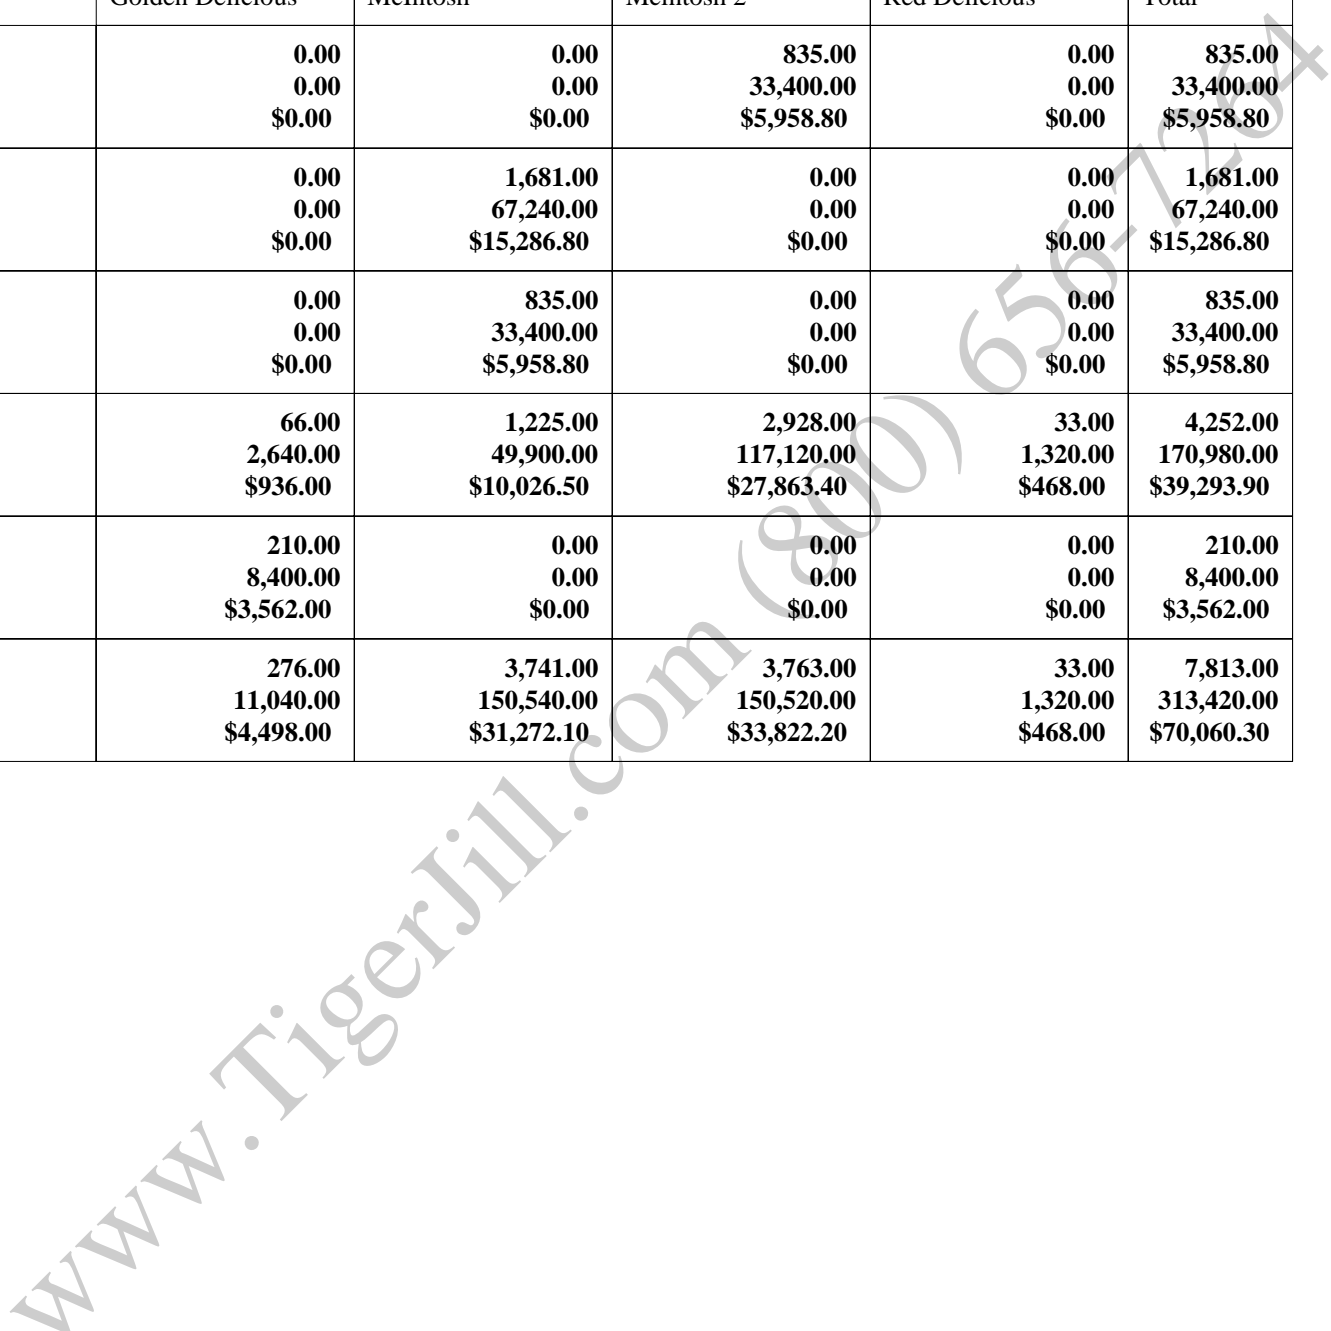 Golden Delicious McIntosh McIntosh 2 Red Delicious Total
0.00 0.00 835.00 0.00 835.00
0.00 0.00 33,400.00 0.00 33,400.00
$0.00 $0.00 $5,958.80 $0.00 $5,958.80
0.00 1,681.00 0.00 0.00 1,681.00
0.00 67,240.00 0.00 0.00 67,240.00
$0.00 $15,286.80 $0.00 $0.00 $15,286.80
0.00 835.00 0.00 0.00 835.00
0.00 33,400.00 0.00 0.00 33,400.00
$0.00 $5,958.80 $0.00 $0.00 $5,958.80
66.00 1,225.00 2,928.00 33.00 4,252.00
2,640.00 49,900.00 117,120.00 1,320.00 170,980.00
$936.00 $10,026.50 $27,863.40 $468.00 $39,293.90
210.00 0.00 0.00 0.00 210.00
8,400.00 0.00 0.00 0.00 8,400.00
$3,562.00 $0.00 $0.00 $0.00 $3,562.00
276.00 3,741.00 3,763.00 33.00 7,813.00
11,040.00 150,540.00 150,520.00 1,320.00 313,420.00
$4,498.00 $31,272.10 $33,822.20 $468.00 $70,060.30
www.TigerJill.com (800) 656-7264